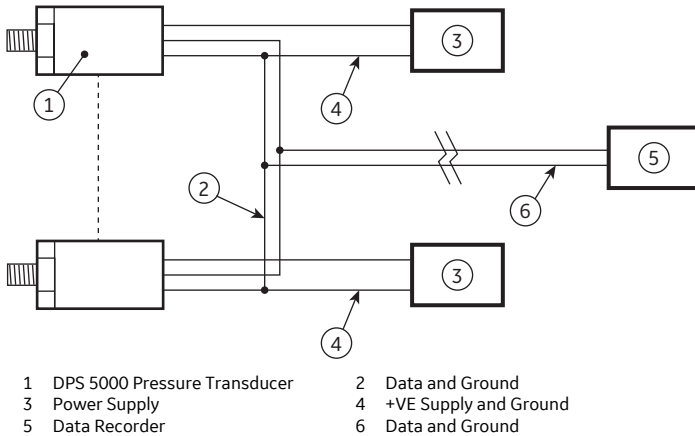 3
1
4
5
2
6
3
4
1 DPS 5000 Pressure Transducer 2 Data and Ground
3 Power Supply 4 +VE Supply and Ground
5 Data Recorder 6 Data and Ground